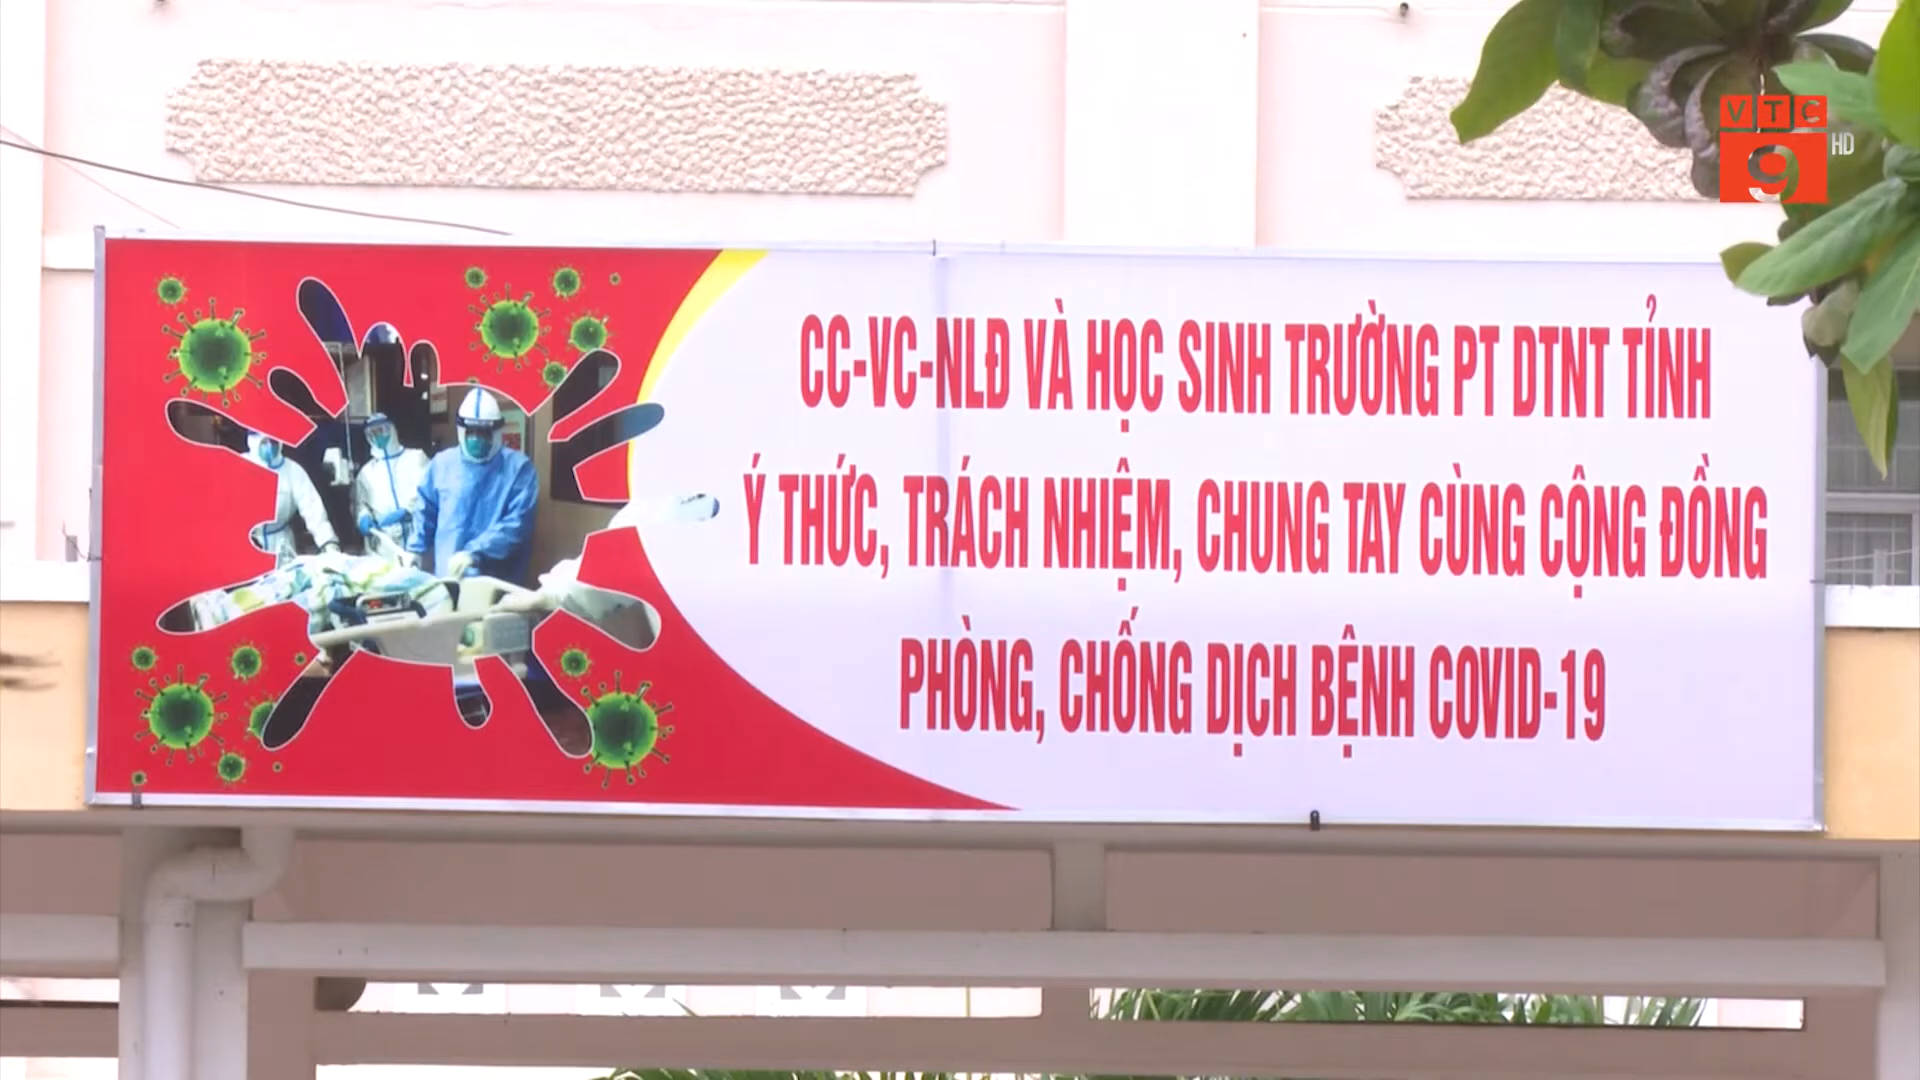 VTC
9 HD
CC-VC-NLĐ VÀ HỌC SINH TRƯỜNG PT DTNT TỈNH
Ý THỨC, TRÁCH NHIỆM, CHUNG TAY CÙNG CỘNG ĐỒNG
PHÒNG, CHỐNG DỊCH BỆNH COVID-19